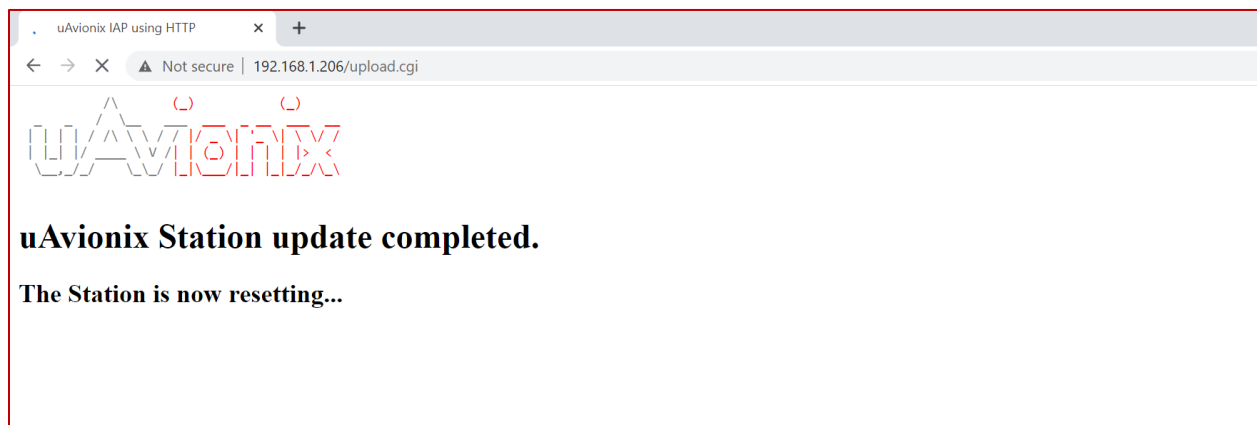 uAvionix IAP using HTTP
Not secure | 192.168.1.206/upload.cgi
uAvionix
uAvionix Station update completed.
The Station is now resetting...